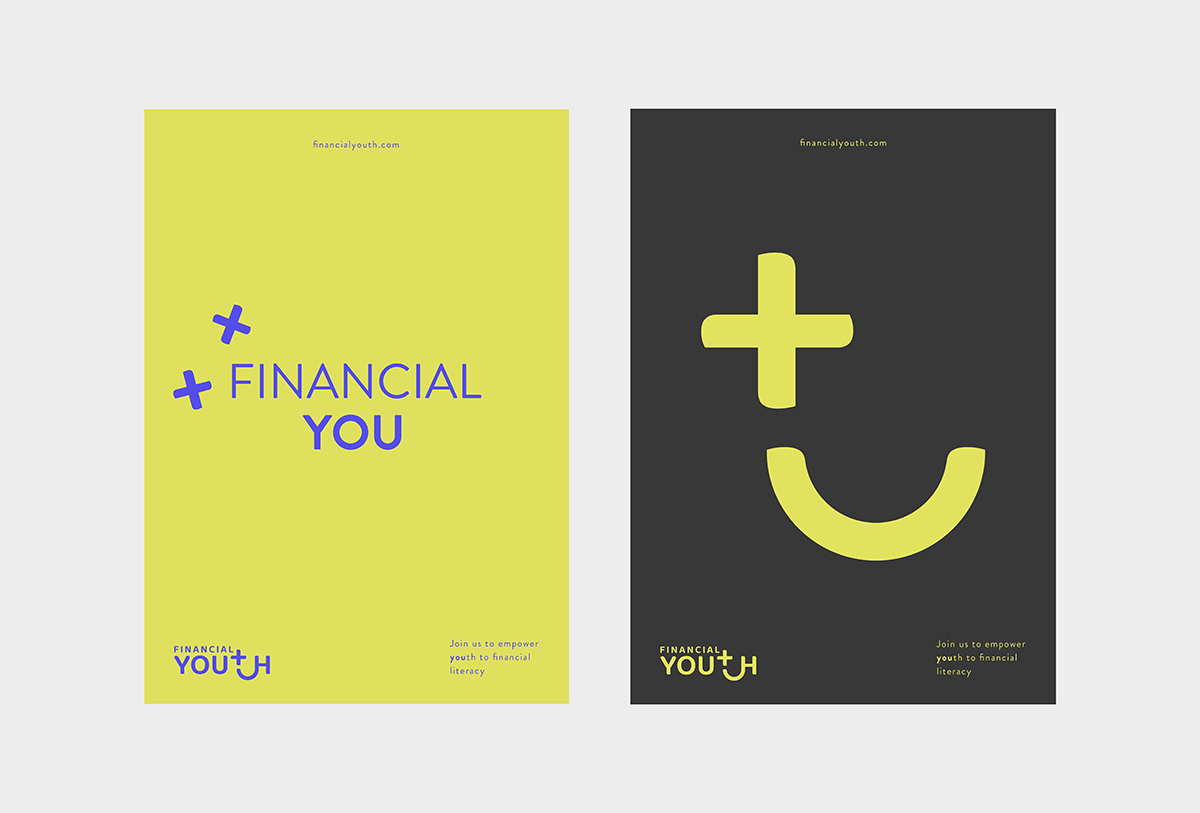 financialyouth.com
FINANCIAL
YOU
FINANCIAL
YOUTH
Join us to empower
youth to financial
literacy
financialyouth.com
FINANCIAL
YOUTH
Join us to empower
youth to financial
literacy